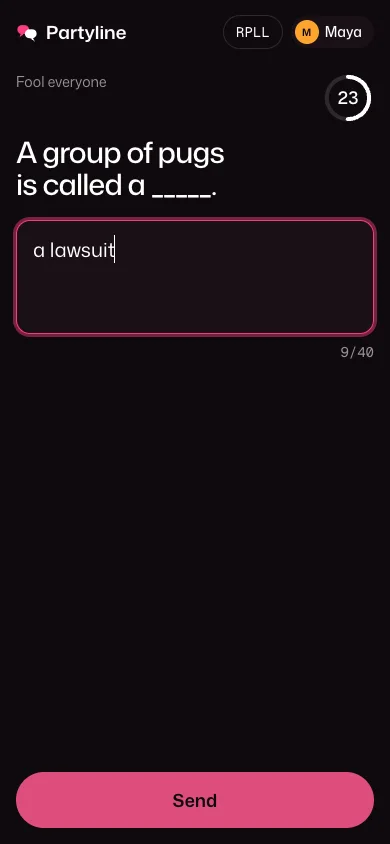 Partyline
RPLL
M
Maya
Fool everyone
23
A group of pugs
is called a _____.
a lawsuit
9/40
Send